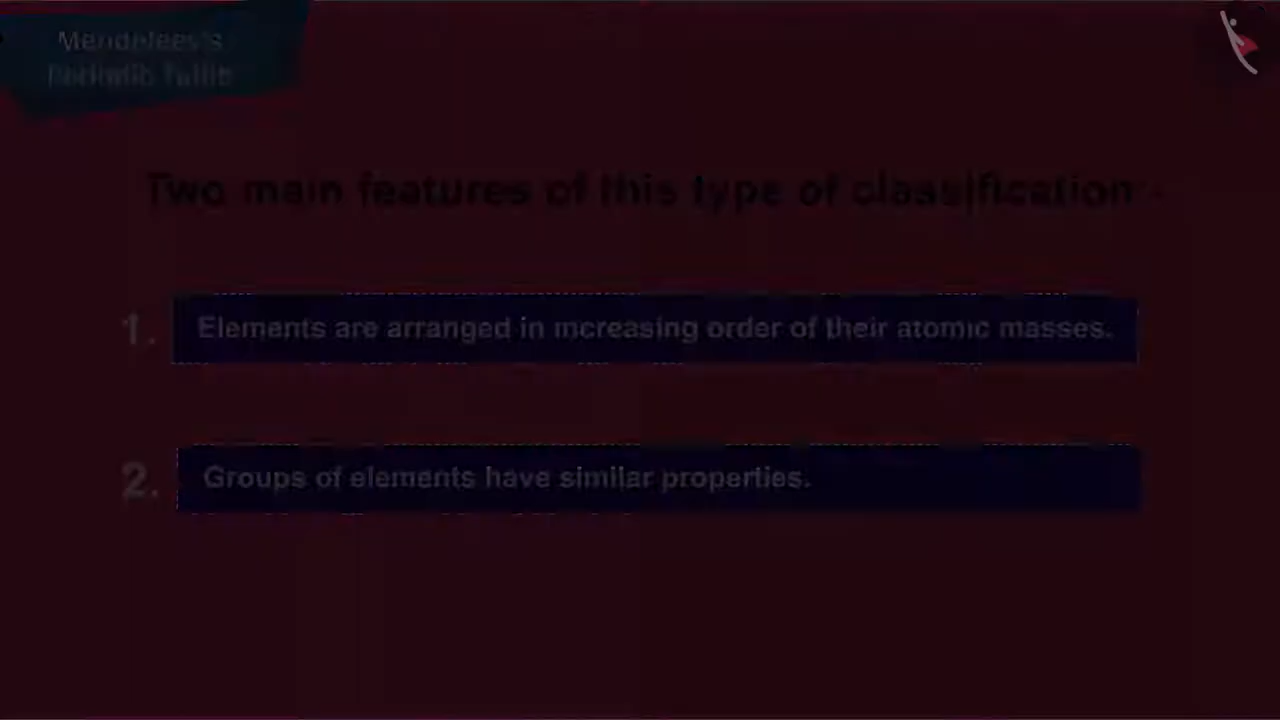 Mendeleev's
Periodic Table
Two main features of this type of classification:-
1. Elements are arranged in increasing order of their atomic masses.
2. Groups of elements have similar properties.